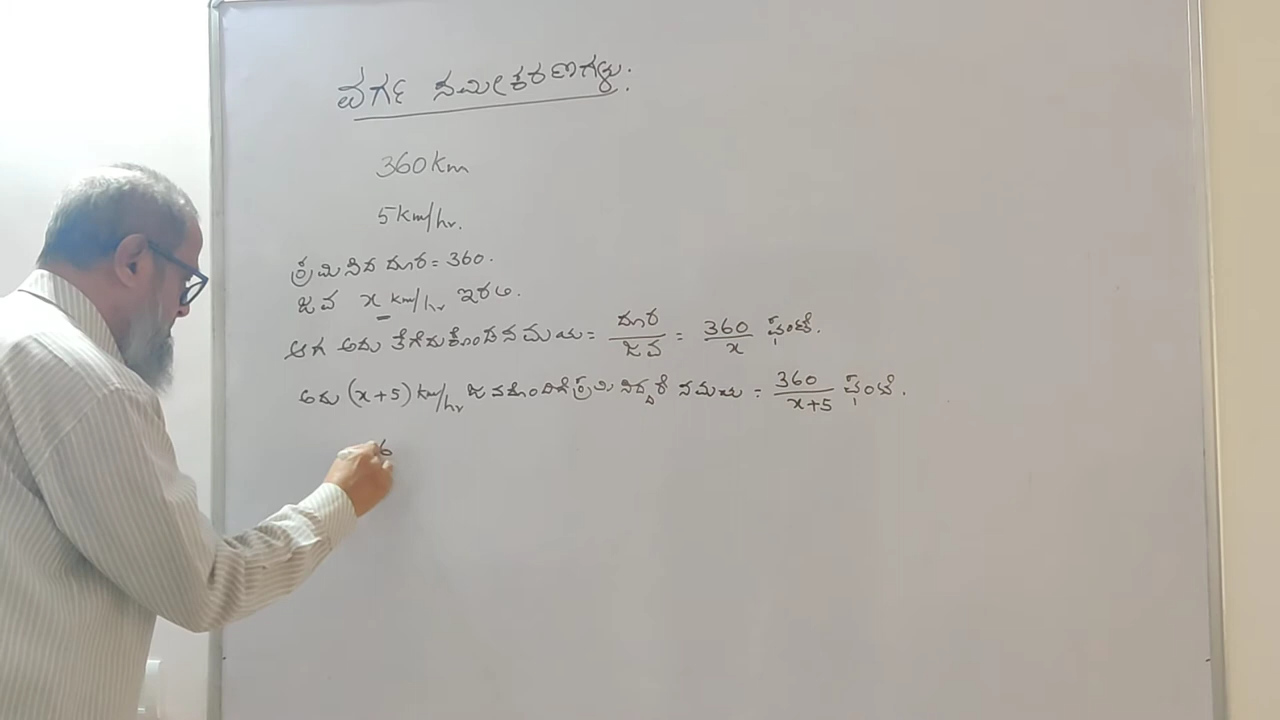 ವರ್ಗ ಸಮೀಕರಣಗಳು.
360 km
5 km/hr.
ಕ್ರಮಿಸಿದ ದೂರ = 360.
ಜವ x km/hr ಇರಲಿ.
ಆಗ ಅದು ತೆಗೆದುಕೊಂಡ ಸಮಯ = ದೂರ/ಜವ = 360/x ಘಂಟೆ.
ಅದು (x+5) km/hr ಜವದೊಂದಿಗೆ ಕ್ರಮಿಸಿದ್ದರೆ ಸಮಯ = 360/x+5 ಘಂಟೆ.